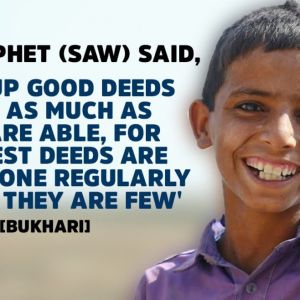 PHET (SAW) SAID,
UP GOOD DEEDS
AS MUCH AS
ARE ABLE, FOR
EST DEEDS ARE
ONE REGULARLY
THEY ARE FEW'
[BUKHARI]